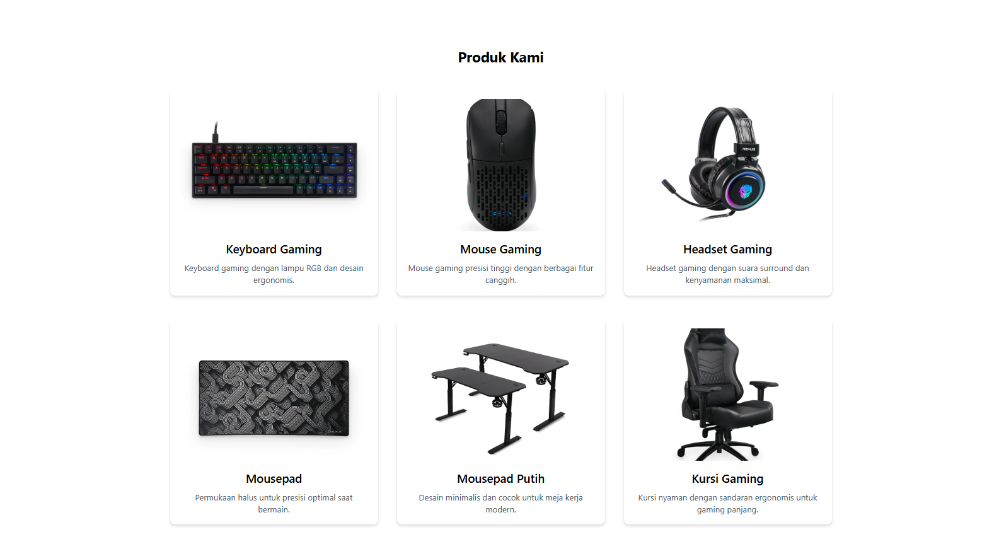 Produk Kami
REXUS
Keyboard Gaming
Keyboard gaming dengan lampu RGB dan desain
ergonomis.
Mouse Gaming
Mouse gaming presisi tinggi dengan berbagai fitur
canggih.
Headset Gaming
Headset gaming dengan suara surround dan
kenyamanan maksimal.
Mousepad
Permukaan halus untuk presisi optimal saat
bermain.
Mousepad Putih
Desain minimalis dan cocok untuk meja kerja
modern.
Kursi Gaming
Kursi nyaman dengan sandaran ergonomis untuk
gaming panjang.